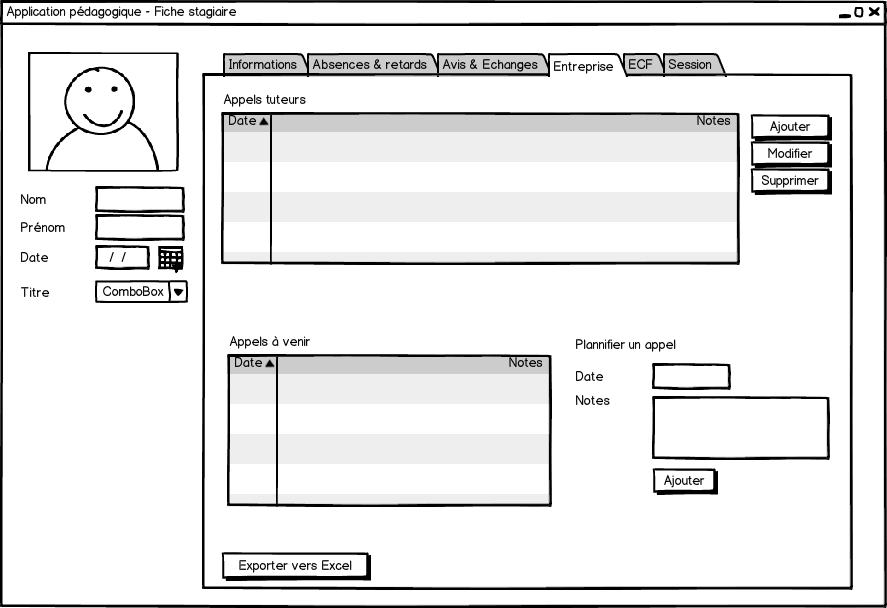 Application pédagogique - Fiche stagiaire
Informations
Absences & retards
Avis & Echanges
Entreprise
ECF
Session
Nom
Prénom
Date
/ /
Titre
ComboBox
Appels tuteurs
Date Notes
Ajouter
Modifier
Supprimer
Appels à venir
Date Notes
Plannifier un appel
Date
Notes
Ajouter
Exporter vers Excel